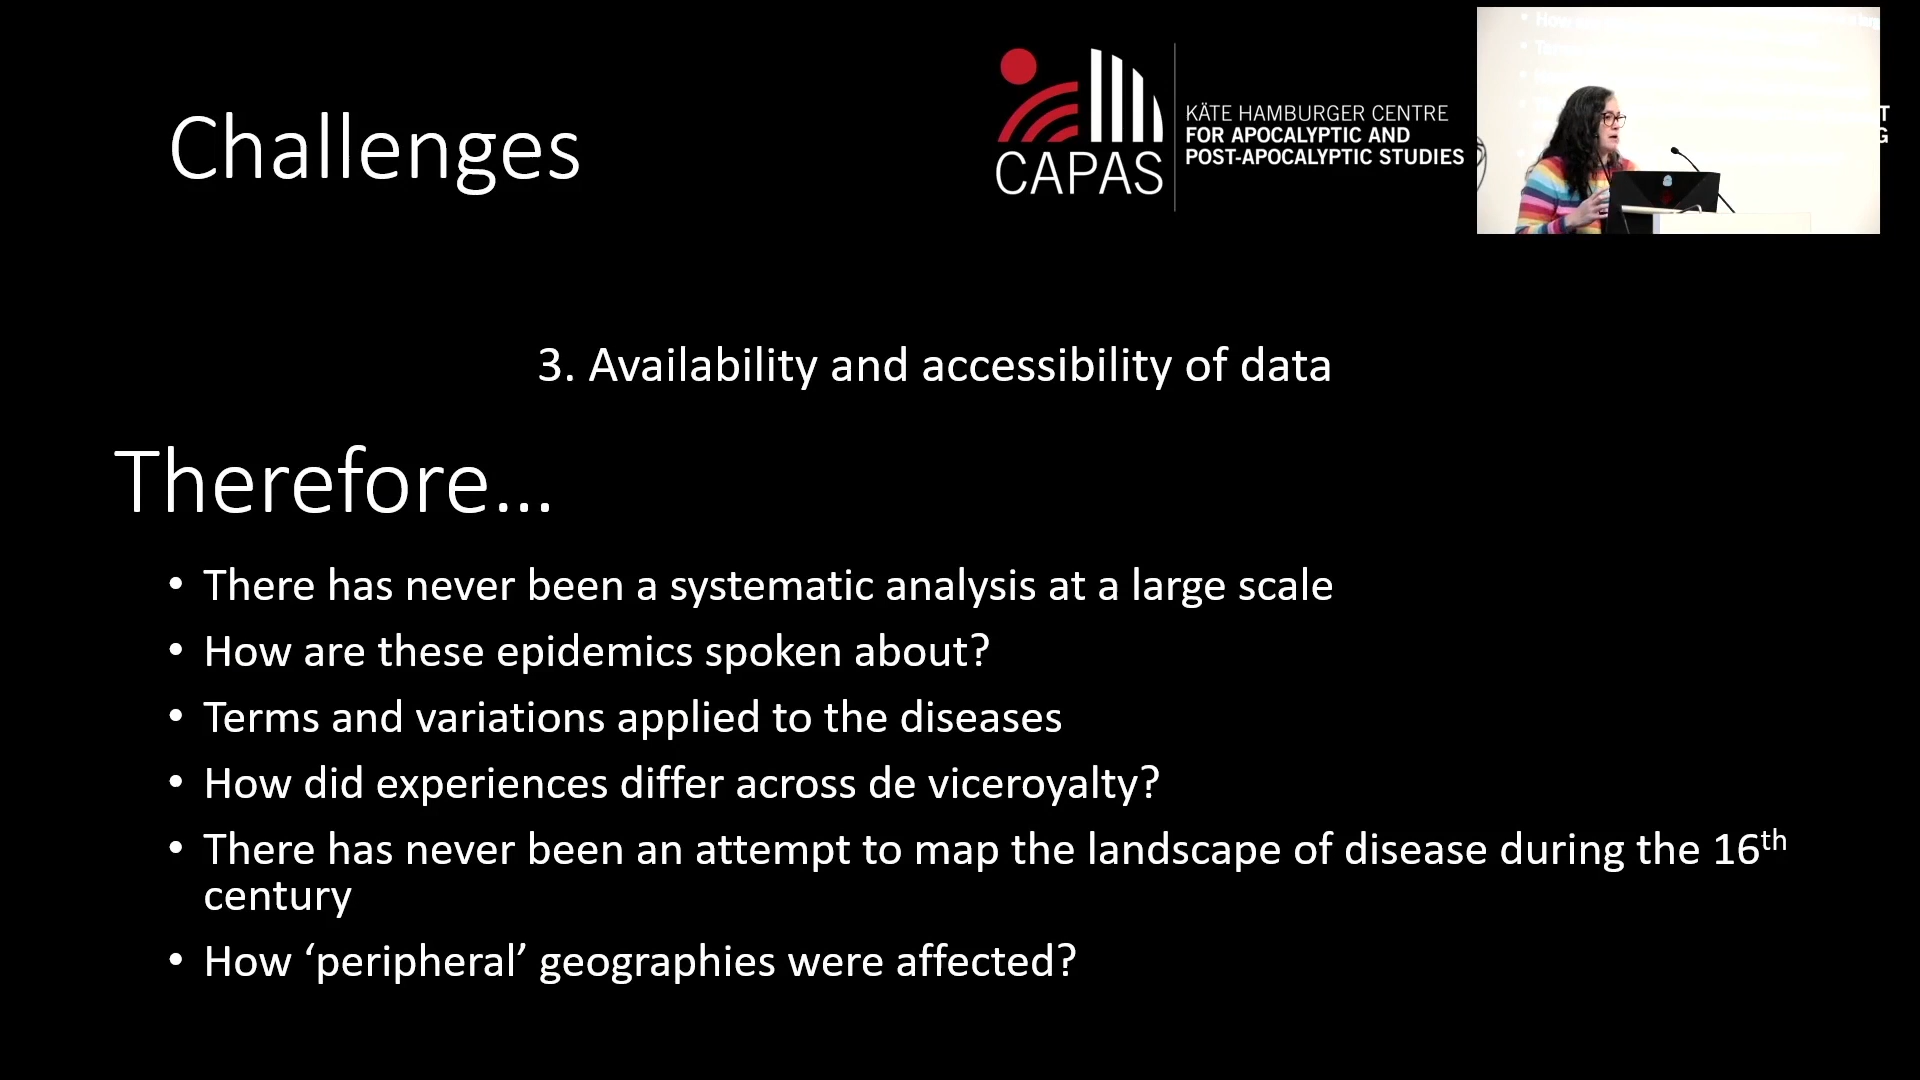 Challenges
CAPAS
KÄTE HAMBURGER CENTRE
FOR APOCALYPTIC AND
POST-APOCALYPTIC STUDIES
T
G
3. Availability and accessibility of data
Therefore...
• There has never been a systematic analysis at a large scale
• How are these epidemics spoken about?
• Terms and variations applied to the diseases
• How did experiences differ across de viceroyalty?
• There has never been an attempt to map the landscape of disease during the 16th
century
• How ‘peripheral’ geographies were affected?